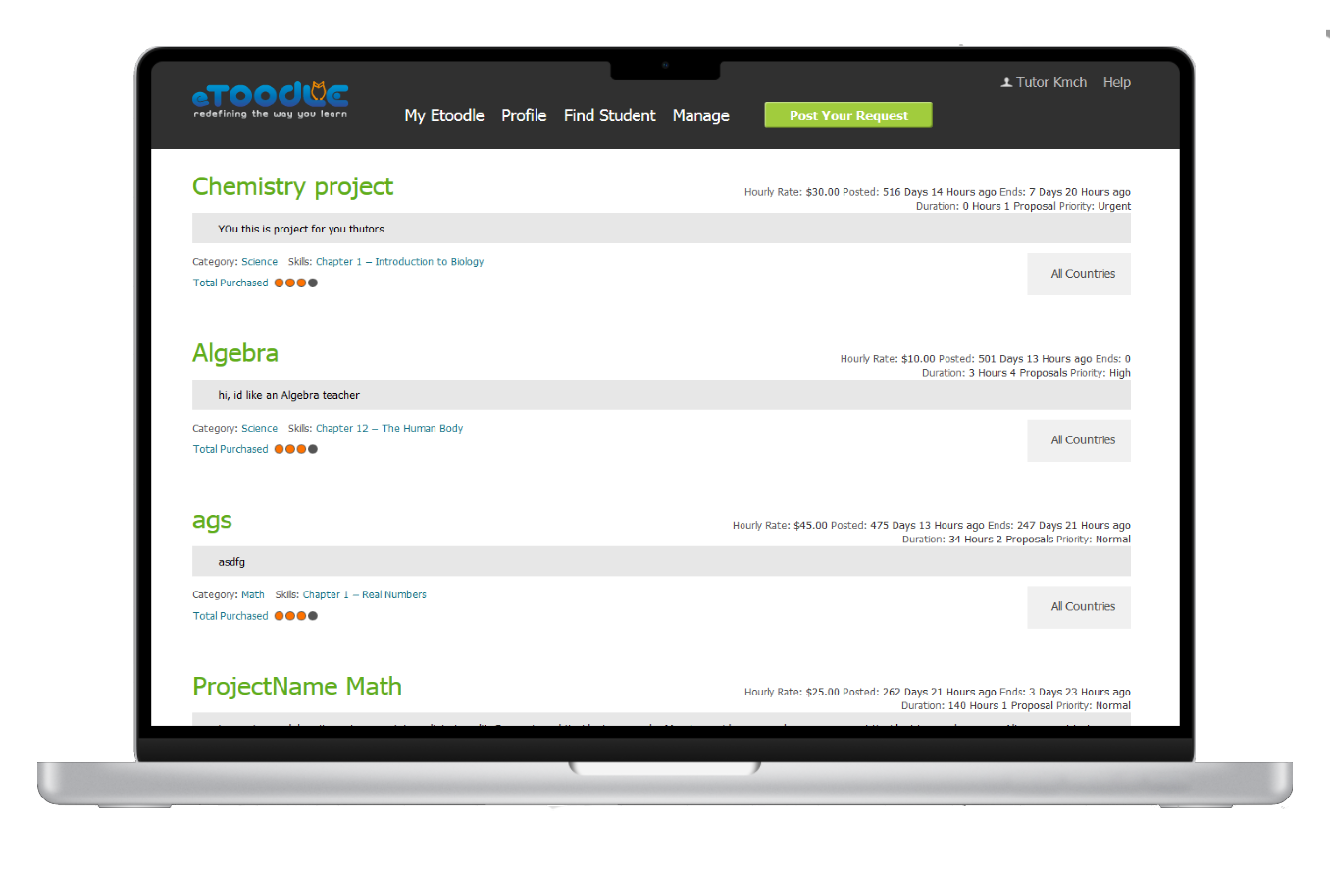 eTOODLE
redefining the way you learn
My Etoodle Profile Find Student Manage
Post Your Request
Tutor Kmch Help
Chemistry project
Hourly Rate: $30.00 Posted: 516 Days 14 Hours ago Ends: 7 Days 20 Hours ago
Duration: 0 Hours 1 Proposal Priority: Urgent
Y0u this is project for you thutors
Category: Science Skills: Chapter 1 – Introduction to Biology
Total Purchased
All Countries
Algebra
Hourly Rate: $10.00 Posted: 501 Days 13 Hours ago Ends: 0
Duration: 3 Hours 4 Proposals Priority: High
hi, id like an Algebra teacher
Category: Science Skills: Chapter 12 – The Human Body
Total Purchased
All Countries
ags
Hourly Rate: $45.00 Posted: 475 Days 13 Hours ago Ends: 247 Days 21 Hours ago
Duration: 34 Hours 2 Proposals Priority: Normal
asdfg
Category: Math Skills: Chapter 1 – Real Numbers
Total Purchased
All Countries
ProjectName Math
Hourly Rate: $25.00 Posted: 262 Days 21 Hours ago Ends: 3 Days 23 Hours ago
Duration: 140 Hours 1 Proposal Priority: Normal